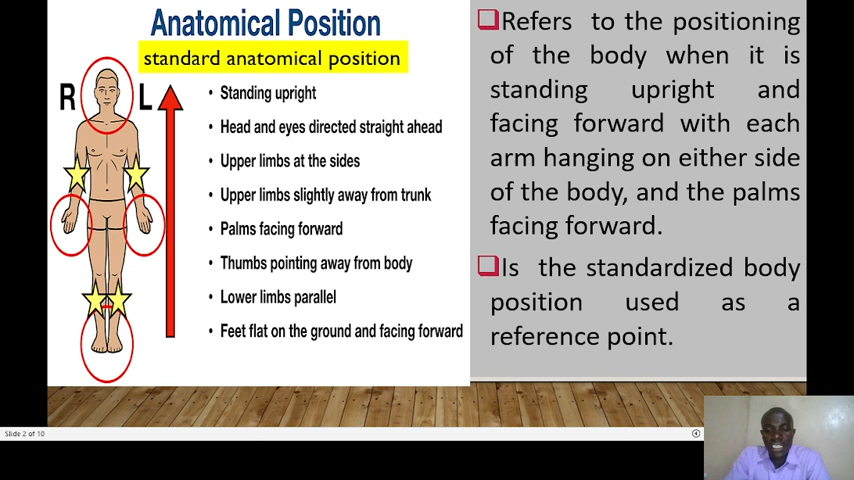 Anatomical Position
standard anatomical position
R L
• Standing upright
• Head and eyes directed straight ahead
• Upper limbs at the sides
• Upper limbs slightly away from trunk
• Palms facing forward
• Thumbs pointing away from body
• Lower limbs parallel
• Feet flat on the ground and facing forward
Refers to the positioning
of the body when it is
standing upright and
facing forward with each
arm hanging on either side
of the body, and the palms
facing forward.
Is the standardized body
position used as a
reference point.
Slide 2 of 10